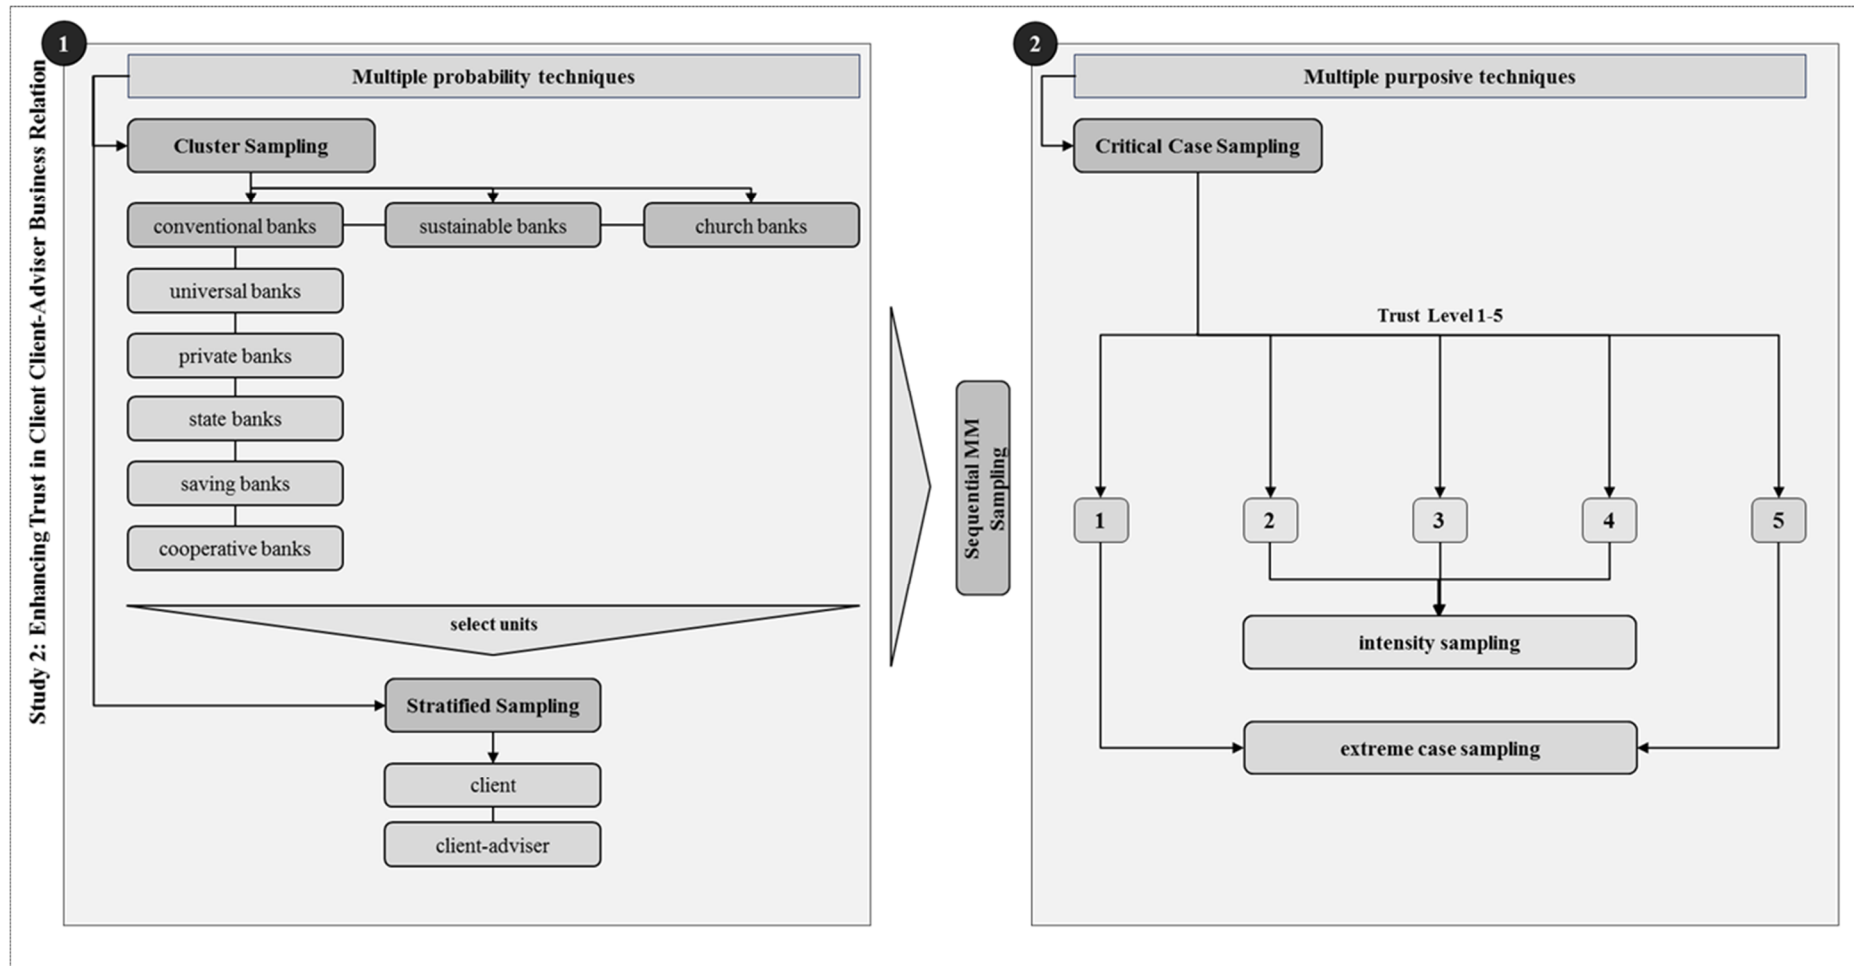 Study 2: Enhancing Trust in Client Client-Adviser Business Relation
1
Multiple probability techniques
Cluster Sampling
conventional banks
sustainable banks
church banks
universal banks
private banks
state banks
saving banks
cooperative banks
select units
Stratified Sampling
client
client-adviser
Sequential MM
Sampling
2
Multiple purposive techniques
Critical Case Sampling
Trust Level 1-5
1
2
3
4
5
intensity sampling
extreme case sampling